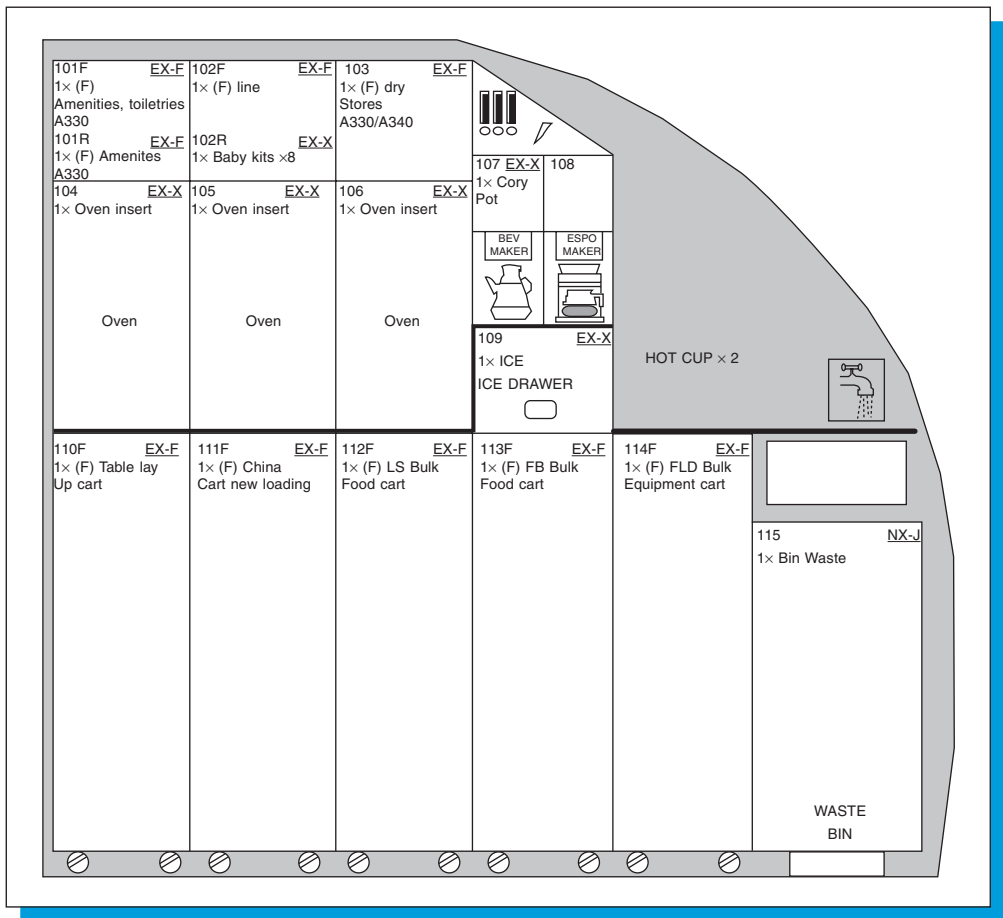 101F EX-F
1× (F)
Amenities, toiletries
A330
101R EX-F
1× (F) Amenites
A330
102F EX-F
1× (F) line
102R EX-X
1× Baby kits ×8
103 EX-F
1× (F) dry
Stores
A330/A340
104 EX-X
1× Oven insert
Oven
105 EX-X
1× Oven insert
Oven
106 EX-X
1× Oven insert
Oven
107 EX-X
1× Cory
Pot
108
BEV
MAKER
ESPO
MAKER
109 EX-X
1× ICE
ICE DRAWER
HOT CUP × 2
110F EX-F
1× (F) Table lay
Up cart
111F EX-F
1× (F) China
Cart new loading
112F EX-F
1× (F) LS Bulk
Food cart
113F EX-F
1× (F) FB Bulk
Food cart
114F EX-F
1× (F) FLD Bulk
Equipment cart
115 NX-J
1× Bin Waste
WASTE
BIN